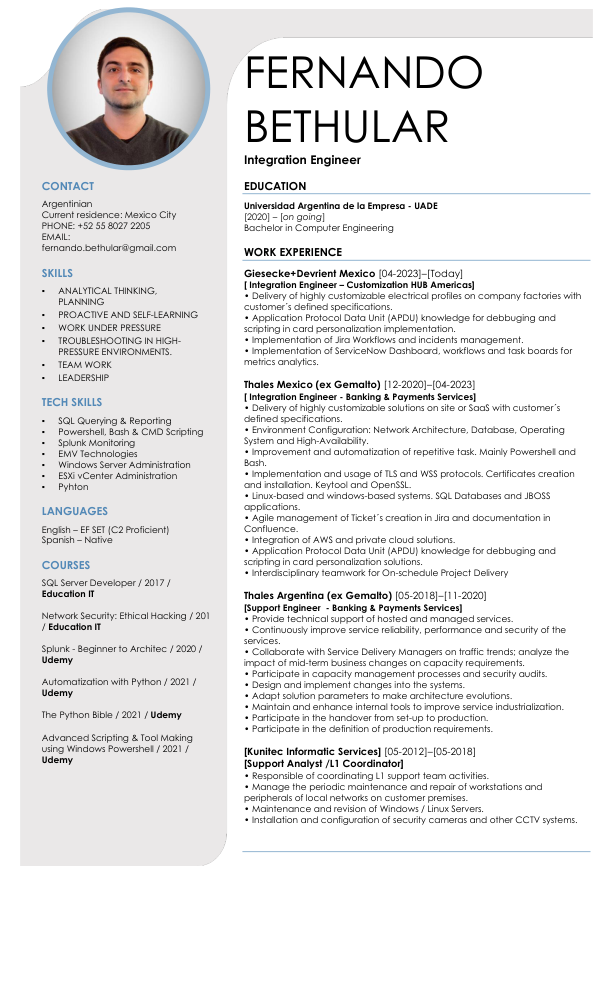 FERNANDO
BETHULAR
Integration Engineer
CONTACT
Argentinian
Current residence: Mexico City
PHONE: +52 55 8027 2205
EMAIL:
fernando.bethular@gmail.com
SKILLS
• ANALYTICAL THINKING,
PLANNING
• PROACTIVE AND SELF-LEARNING
• WORK UNDER PRESSURE
• TROUBLESHOOTING IN HIGH-
PRESSURE ENVIRONMENTS.
• TEAM WORK
• LEADERSHIP
TECH SKILLS
• SQL Querying & Reporting
• Powershell, Bash & CMD Scripting
• Splunk Monitoring
• EMV Technologies
• Windows Server Administration
• ESXi vCenter Administration
• Pyhton
LANGUAGES
English – EF SET (C2 Proficient)
Spanish – Native
COURSES
SQL Server Developer / 2017 /
Education IT
Network Security: Ethical Hacking / 201
/ Education IT
Splunk - Beginner to Architec / 2020 /
Udemy
Automatization with Python / 2021 /
Udemy
The Python Bible / 2021 / Udemy
Advanced Scripting & Tool Making
using Windows Powershell / 2021 /
Udemy
EDUCATION
Universidad Argentina de la Empresa - UADE
[2020] – [on going]
Bachelor in Computer Engineering
WORK EXPERIENCE
Giesecke+Devrient Mexico [04-2023]–[Today]
[ Integration Engineer – Customization HUB Americas]
• Delivery of highly customizable electrical profiles on company factories with
customer´s defined specifications.
• Application Protocol Data Unit (APDU) knowledge for debbuging and
scripting in card personalization implementation.
• Implementation of Jira Workflows and incidents management.
• Implementation of ServiceNow Dashboard, workflows and task boards for
metrics analytics.
Thales Mexico (ex Gemalto) [12-2020]–[04-2023]
[ Integration Engineer - Banking & Payments Services]
• Delivery of highly customizable solutions on site or SaaS with customer´s
defined specifications.
• Environment Configuration: Network Architecture, Database, Operating
System and High-Availability.
• Improvement and automatization of repetitive task. Mainly Powershell and
Bash.
• Implementation and usage of TLS and WSS protocols. Certificates creation
and installation. Keytool and OpenSSL.
• Linux-based and windows-based systems. SQL Databases and JBOSS
applications.
• Agile management of Ticket´s creation in Jira and documentation in
Confluence.
• Integration of AWS and private cloud solutions.
• Application Protocol Data Unit (APDU) knowledge for debbuging and
scripting in card personalization solutions.
• Interdisciplinary teamwork for On-schedule Project Delivery
Thales Argentina (ex Gemalto) [05-2018]–[11-2020]
[Support Engineer - Banking & Payments Services]
• Provide technical support of hosted and managed services.
• Continuously improve service reliability, performance and security of the
services.
• Collaborate with Service Delivery Managers on traffic trends; analyze the
impact of mid-term business changes on capacity requirements.
• Participate in capacity management processes and security audits.
• Design and implement changes into the systems.
• Adapt solution parameters to make architecture evolutions.
• Maintain and enhance internal tools to improve service industrialization.
• Participate in the handover from set-up to production.
• Participate in the definition of production requirements.
[Kunitec Informatic Services] [05-2012]–[05-2018]
[Support Analyst /L1 Coordinator]
• Responsible of coordinating L1 support team activities.
• Manage the periodic maintenance and repair of workstations and
peripherals of local networks on customer premises.
• Maintenance and revision of Windows / Linux Servers.
• Installation and configuration of security cameras and other CCTV systems.